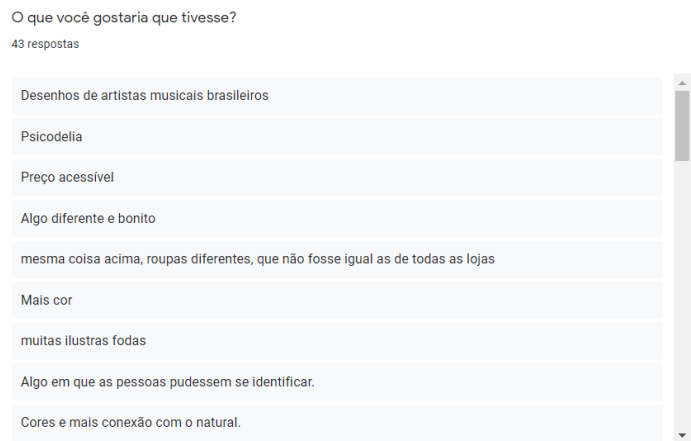 O que você gostaria que tivesse?
43 respostas
Desenhos de artistas musicais brasileiros
Psicodelia
Preço acessível
Algo diferente e bonito
mesma coisa acima, roupas diferentes, que não fosse igual as de todas as lojas
Mais cor
muitas ilustras fodas
Algo em que as pessoas pudessem se identificar.
Cores e mais conexão com o natural.